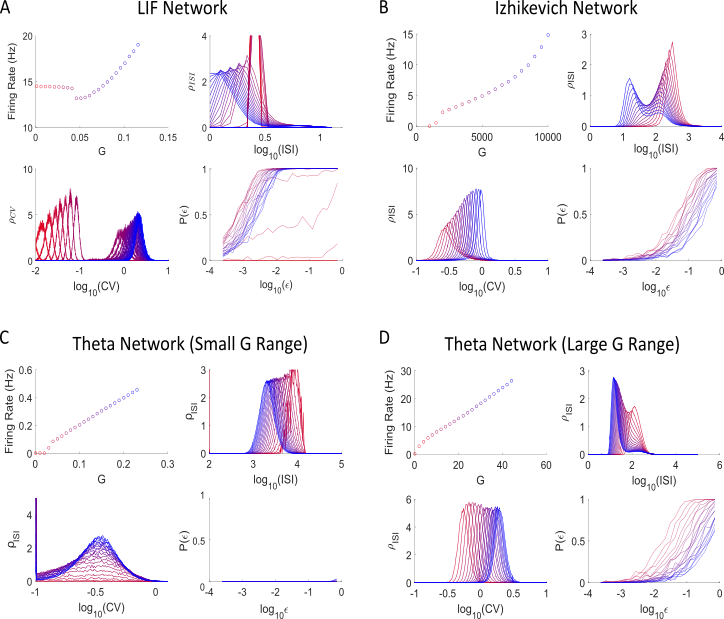 A LIF Network
20
15
10
5
0
Firing Rate (Hz)
0 0.05 0.1 0.15
G
4
2
0
ρISI
0 0.5 1
log10(ISI)
10
5
0
ρCV
-2 -1 0 1
log10(CV)
1
0.5
0
P(ϵ)
-4 -3 -2 -1 0
log10(ϵ)
B Izhikevich Network
15
10
5
0
Firing Rate (Hz)
0 5000 10000
G
3
2
1
0
ρISI
0 1 2 3 4
log10(ISI)
10
5
0
ρISI
-1 -0.5 0 0.5 1
log10(CV)
1
0.5
0
P(ϵ)
-4 -3 -2 -1 0
log10ϵ
C Theta Network (Small G Range)
0.6
0.4
0.2
0
Firing Rate (Hz)
0 0.1 0.2 0.3
G
3
2
1
0
ρISI
2 3 4 5
log10(ISI)
4
2
0
ρISI
-1 -0.5 0
log10(CV)
1
0.5
0
P(ϵ)
-4 -3 -2 -1 0
log10ϵ
D Theta Network (Large G Range)
30
20
10
0
Firing Rate (Hz)
0 20 40 60
G
3
2
1
0
ρISI
0 2 4 6
log10(ISI)
6
4
2
0
ρISI
-1 -0.5 0 0.5 1
log10(CV)
1
0.5
0
P(ϵ)
-4 -3 -2 -1 0
log10ϵ